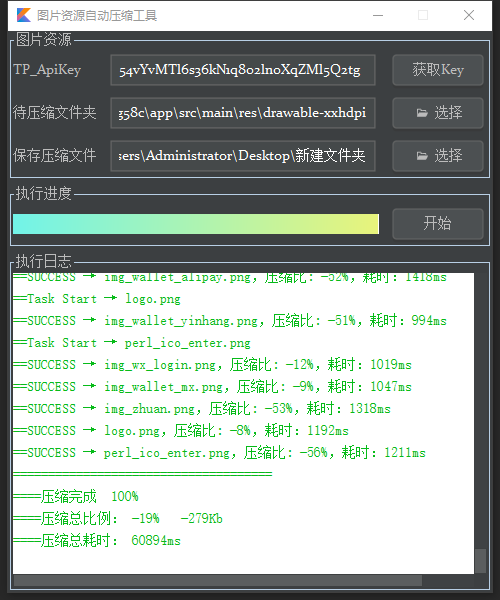 图片资源自动压缩工具
图片资源
TP_ApiKey 54vYvMTl6s36kN1q8o2lnoXqZMl5Q2tg 获取Key
待压缩文件夹 358c\app\src\main\res\drawable-xxhdpi 选择
保存压缩文件 sers\Administrator\Desktop\新建文件夹 选择
执行进度
开始
执行日志
==SUCCESS → img_wallet_alipay.png，压缩比：-52%，耗时：1418ms
==Task Start → logo.png
==SUCCESS → img_wallet_yinhang.png，压缩比：-51%，耗时：994ms
==Task Start → perl_ico_enter.png
==SUCCESS → img_wx_login.png，压缩比：-12%，耗时：1019ms
==SUCCESS → img_wallet_mx.png，压缩比：-9%，耗时：1047ms
==SUCCESS → img_zhuan.png，压缩比：-53%，耗时：1318ms
==SUCCESS → logo.png，压缩比：-8%，耗时：1192ms
==SUCCESS → perl_ico_enter.png，压缩比：-56%，耗时：1211ms
=====================================
====压缩完成 100%
====压缩总比例： -19% -279Kb
====压缩总耗时： 60894ms